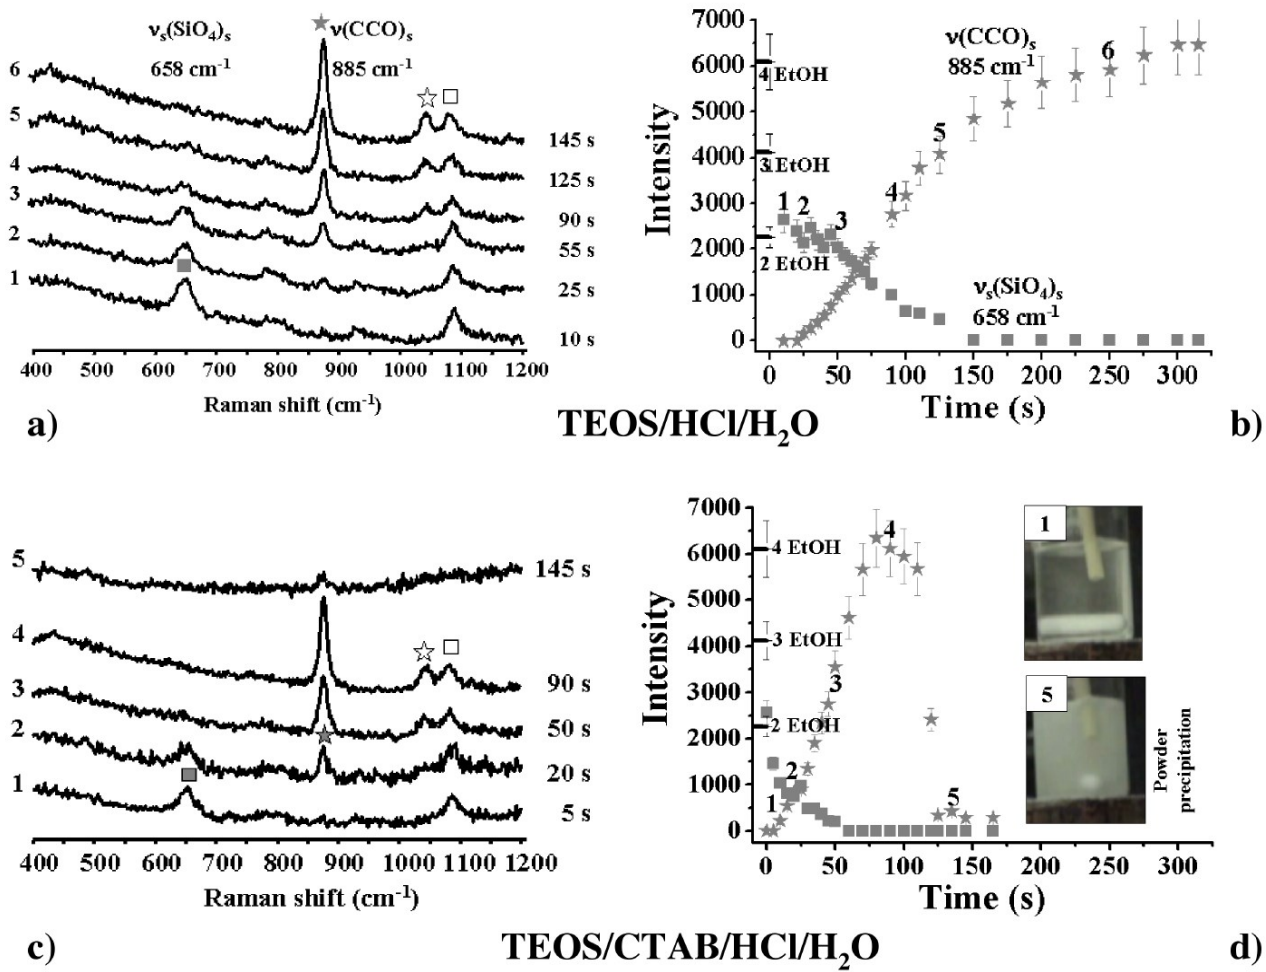 νs(SiO4)s
658 cm-1
ν(CCO)s
885 cm-1
6
5
4
3
2
1
145 s
125 s
90 s
55 s
25 s
10 s
400 500 600 700 800 900 1000 1100 1200
Raman shift (cm-1)
a)
7000
6000
5000
4000
3000
2000
1000
0
Intensity
4 EtOH
3 EtOH
2 EtOH
1
2
3
4
5
6
ν(CCO)s
885 cm-1
νs(SiO4)s
658 cm-1
0 50 100 150 200 250 300
Time (s)
b)
TEOS/HCl/H2O
5
4
3
2
1
145 s
90 s
50 s
20 s
5 s
400 500 600 700 800 900 1000 1100 1200
Raman shift (cm-1)
c)
7000
6000
5000
4000
3000
2000
1000
0
Intensity
4 EtOH
3 EtOH
2 EtOH
1
2
3
4
5
1
5
Powder
precipitation
0 50 100 150 200 250 300
Time (s)
d)
TEOS/CTAB/HCl/H2O